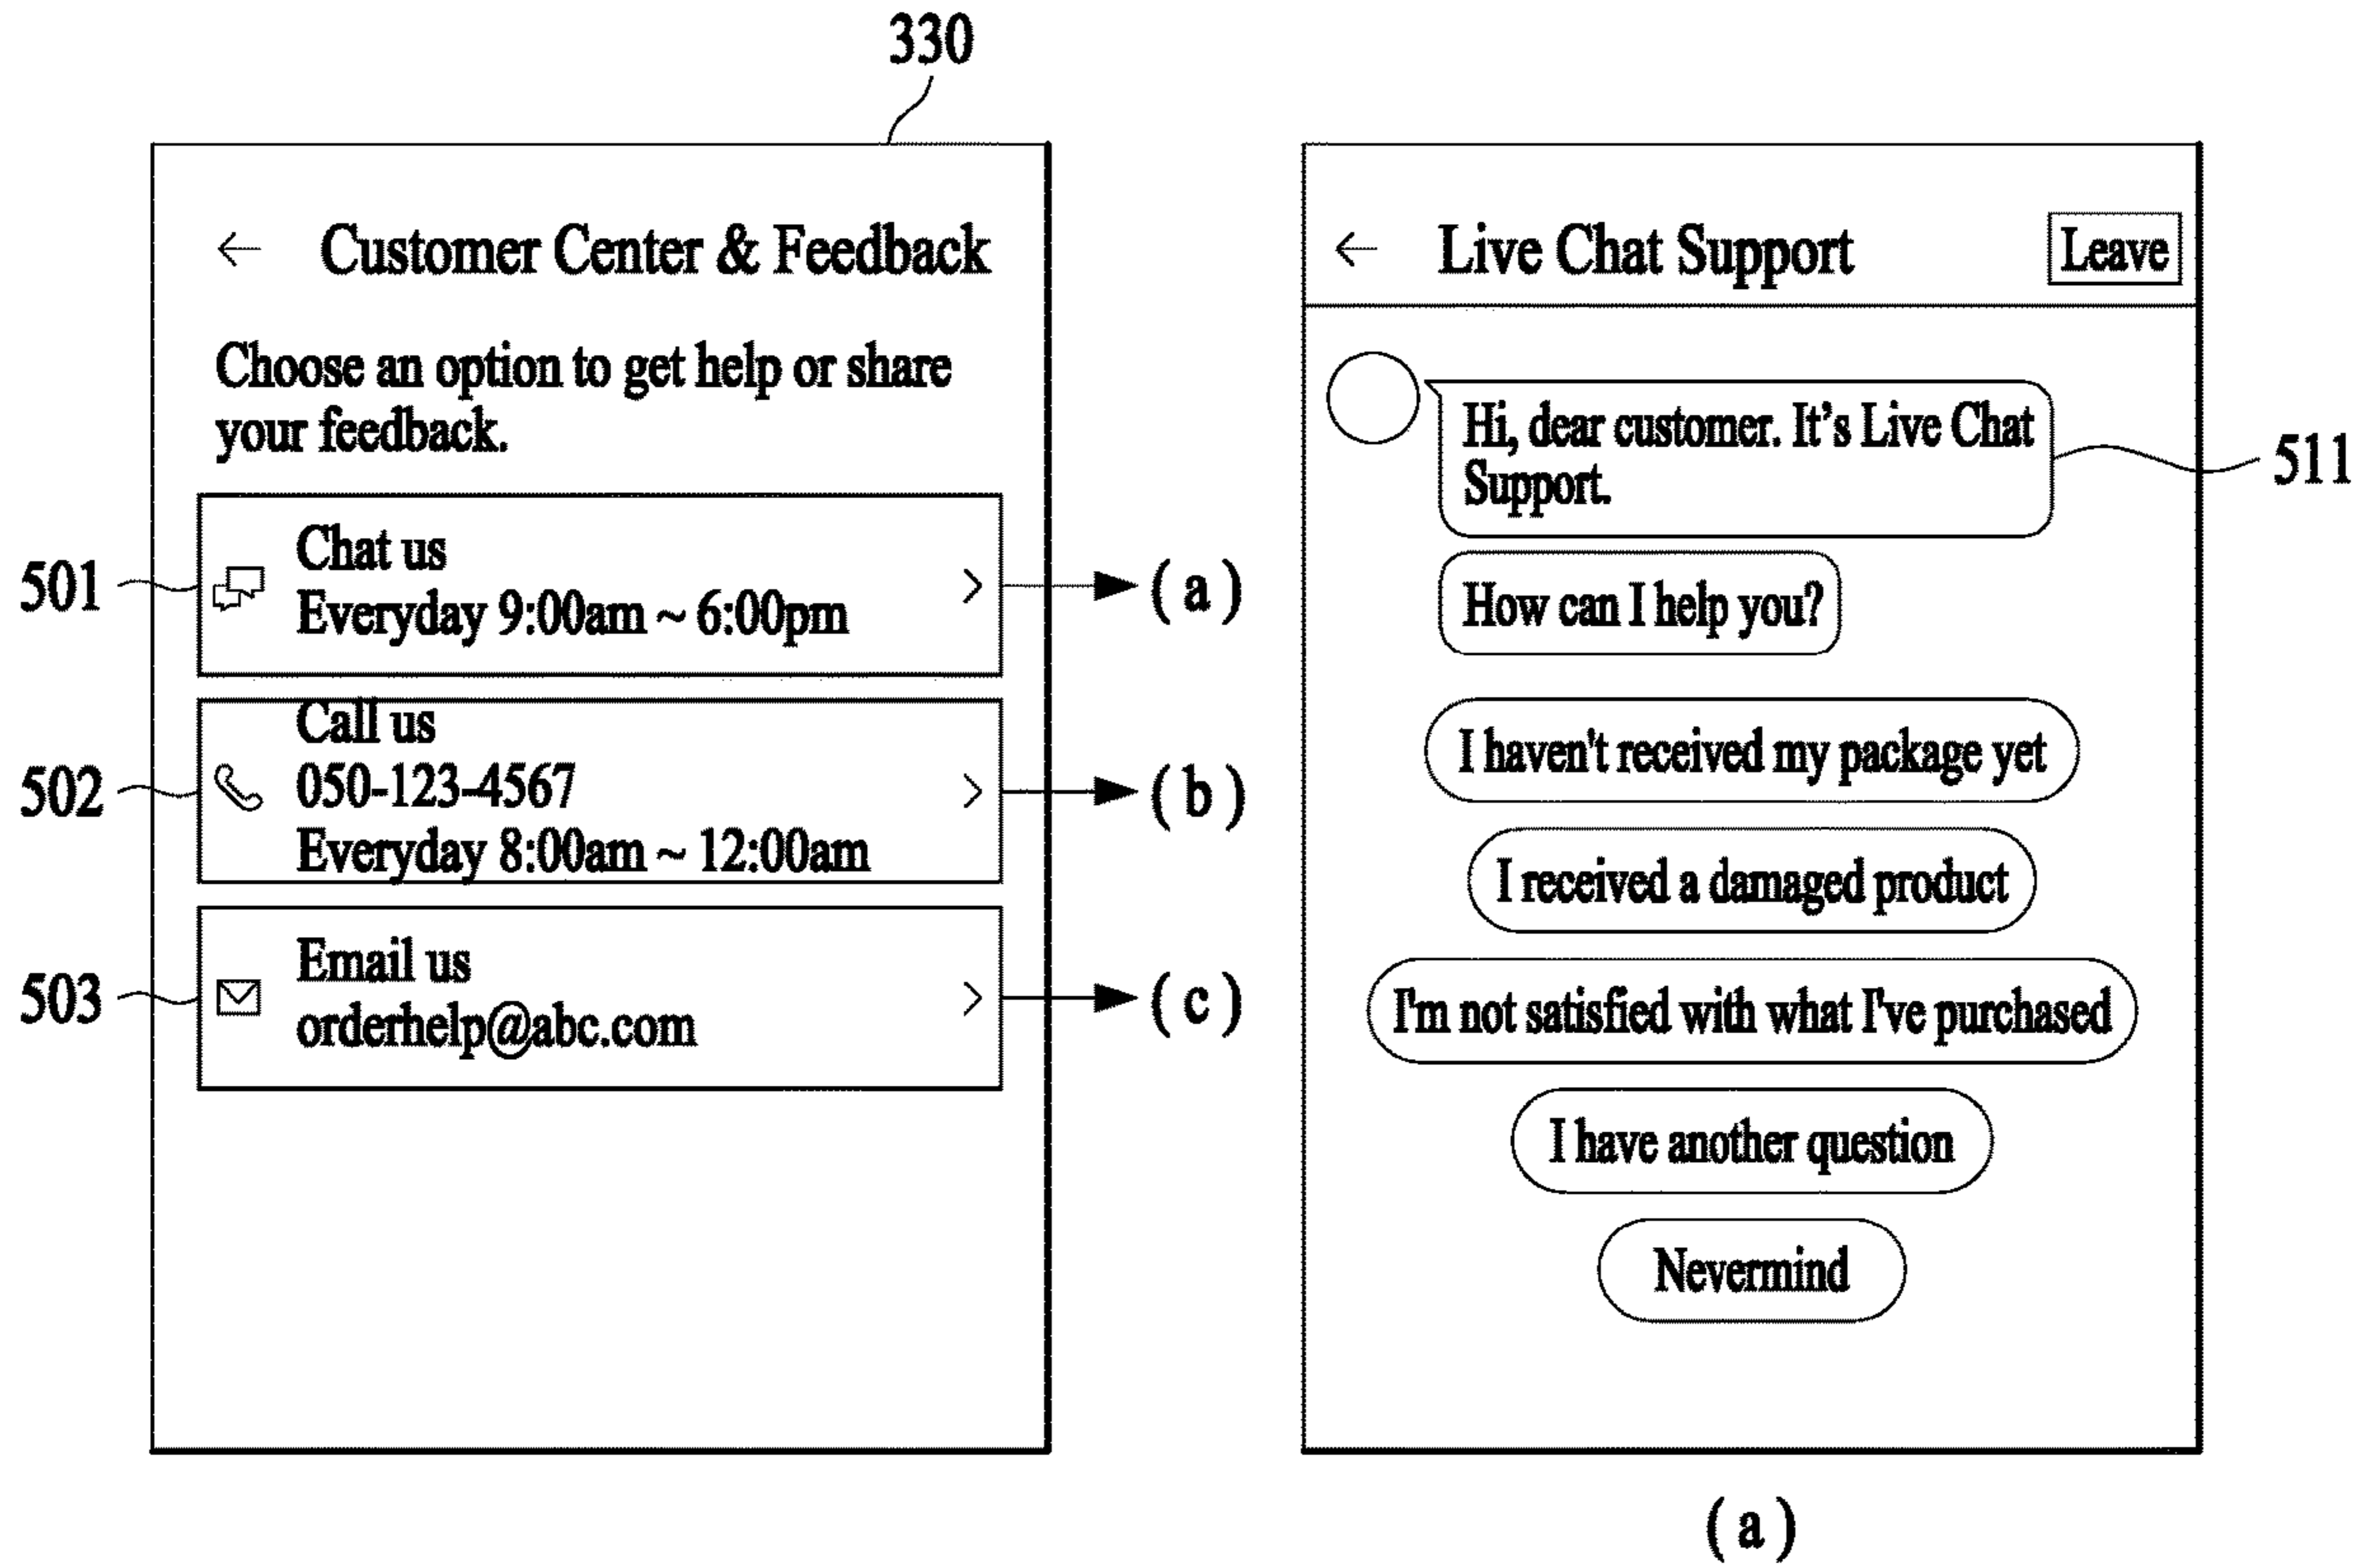 330
Customer Center & Feedback
Choose an option to get help or share
your feedback.
501
Chat us
Everyday 9:00am ~ 6:00pm
( a )
502
Call us
050-123-4567
Everyday 8:00am ~ 12:00am
( b )
503
Email us
orderhelp@abc.com
( c )
Live Chat Support
Leave
Hi, dear customer. It’s Live Chat
Support.
511
How can I help you?
I haven't received my package yet
I received a damaged product
I'm not satisfied with what I've purchased
I have another question
Nevermind
( a )